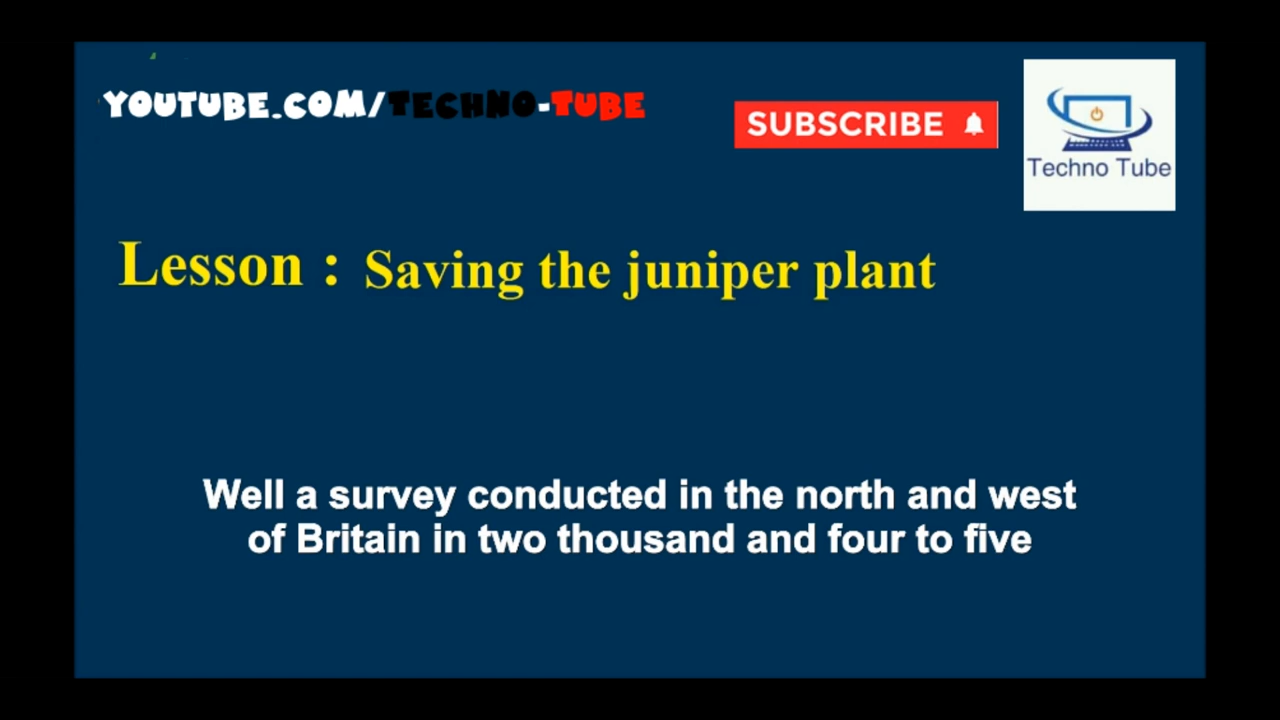 YOUTUBE.COM/TECHNO-TUBE
SUBSCRIBE
Techno Tube
Lesson : Saving the juniper plant
Well a survey conducted in the north and west
of Britain in two thousand and four to five